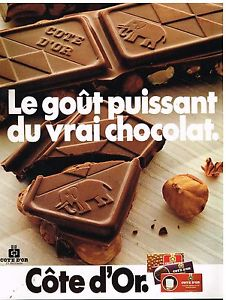 COTE
D'OR
Le goût puissant
du vrai chocolat.
COTE D'OR
Côte d'Or.